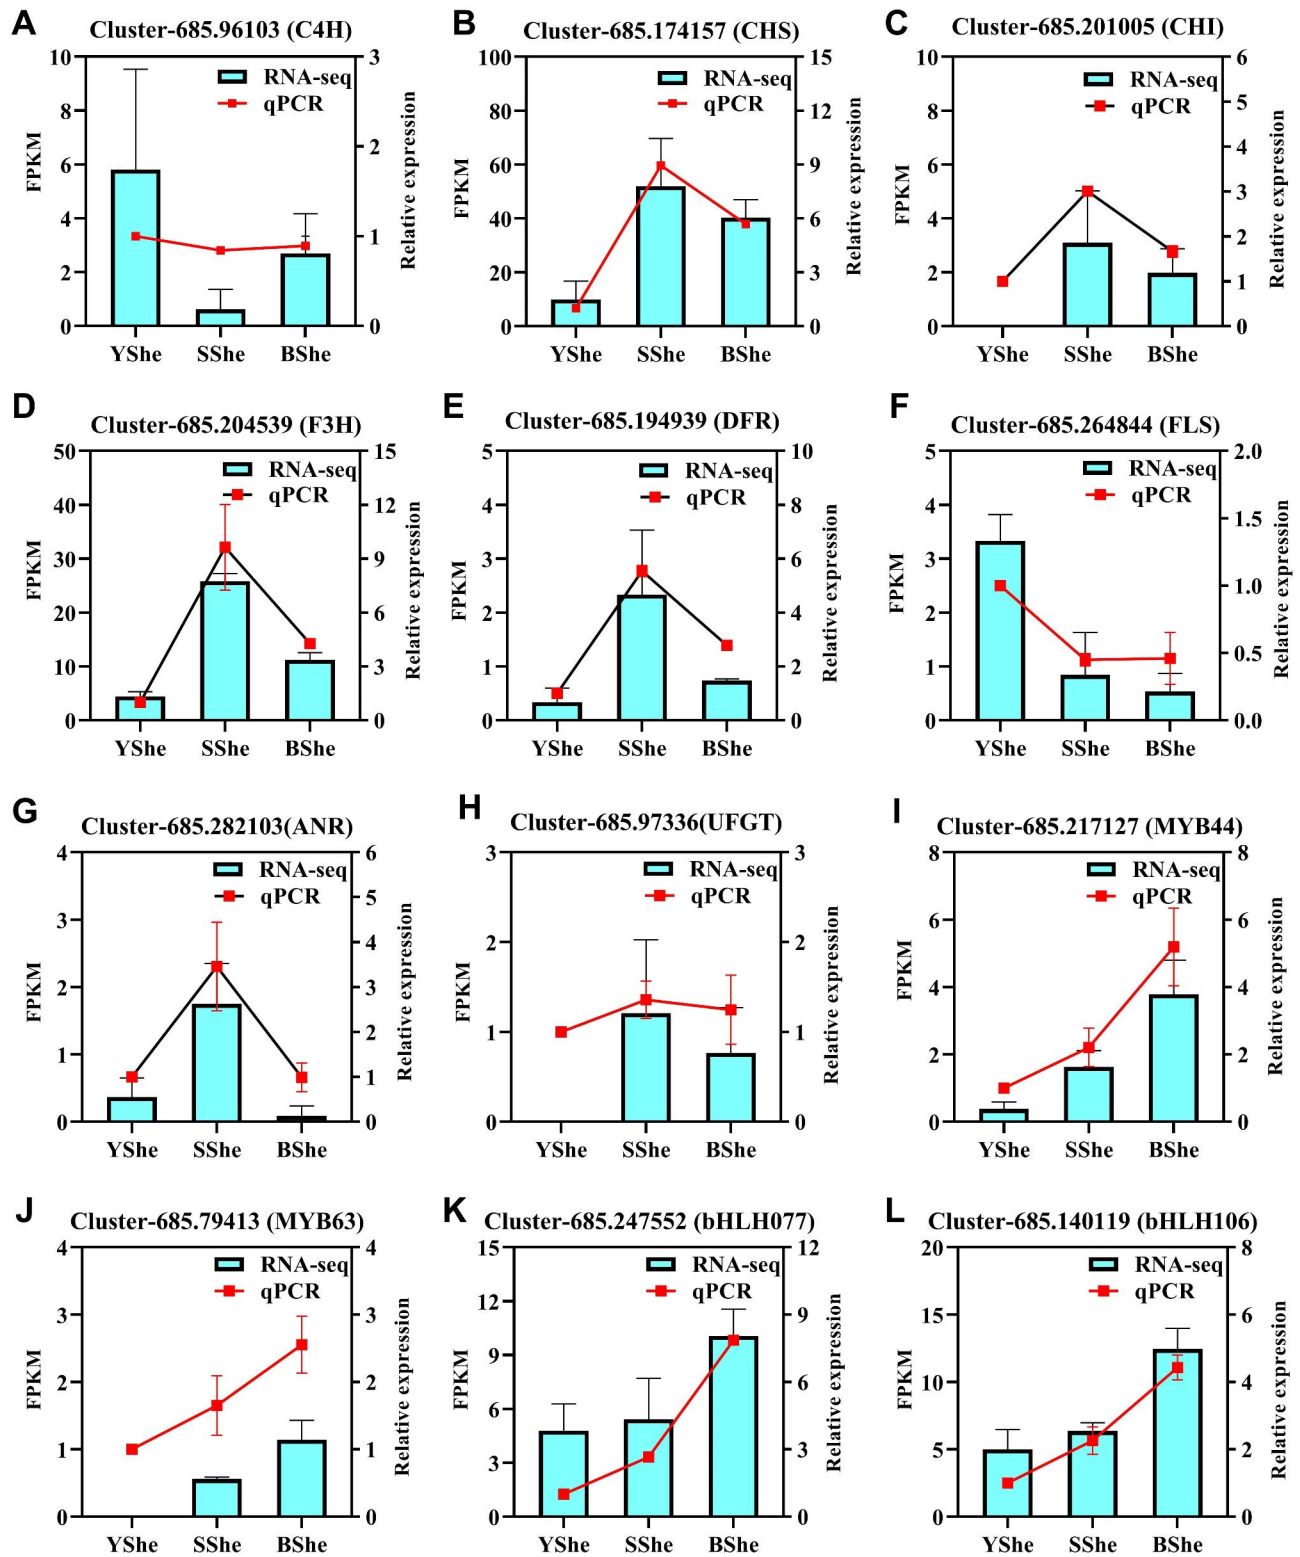 A
Cluster-685.96103 (C4H)
10
8
6
4
2
0
FPKM
RNA-seq
qPCR
3
2
1
0
Relative expression
YShe SShe BShe
B
Cluster-685.174157 (CHS)
100
80
60
40
20
0
FPKM
RNA-seq
qPCR
15
12
9
6
3
0
Relative expression
YShe SShe BShe
C
Cluster-685.201005 (CHI)
10
8
6
4
2
0
FPKM
RNA-seq
qPCR
6
5
4
3
2
1
0
Relative expression
YShe SShe BShe
D
Cluster-685.204539 (F3H)
50
40
30
20
10
0
FPKM
RNA-seq
qPCR
15
12
9
6
3
0
Relative expression
YShe SShe BShe
E
Cluster-685.194939 (DFR)
5
4
3
2
1
0
FPKM
RNA-seq
qPCR
10
8
6
4
2
0
Relative expression
YShe SShe BShe
F
Cluster-685.264844 (FLS)
5
4
3
2
1
0
FPKM
RNA-seq
qPCR
2.0
1.5
1.0
0.5
0.0
Relative expression
YShe SShe BShe
G
Cluster-685.282103(ANR)
4
3
2
1
0
FPKM
RNA-seq
qPCR
6
5
4
3
2
1
0
Relative expression
YShe SShe BShe
H
Cluster-685.97336(UFGT)
3
2
1
0
FPKM
RNA-seq
qPCR
3
2
1
0
Relative expression
YShe SShe BShe
I
Cluster-685.217127 (MYB44)
8
6
4
2
0
FPKM
RNA-seq
qPCR
8
6
4
2
0
Relative expression
YShe SShe BShe
J
Cluster-685.79413 (MYB63)
4
3
2
1
0
FPKM
RNA-seq
qPCR
4
3
2
1
0
Relative expression
YShe SShe BShe
K
Cluster-685.247552 (bHLH077)
15
12
9
6
3
0
FPKM
RNA-seq
qPCR
12
9
6
3
0
Relative expression
YShe SShe BShe
L
Cluster-685.140119 (bHLH106)
20
15
10
5
0
FPKM
RNA-seq
qPCR
8
6
4
2
0
Relative expression
YShe SShe BShe